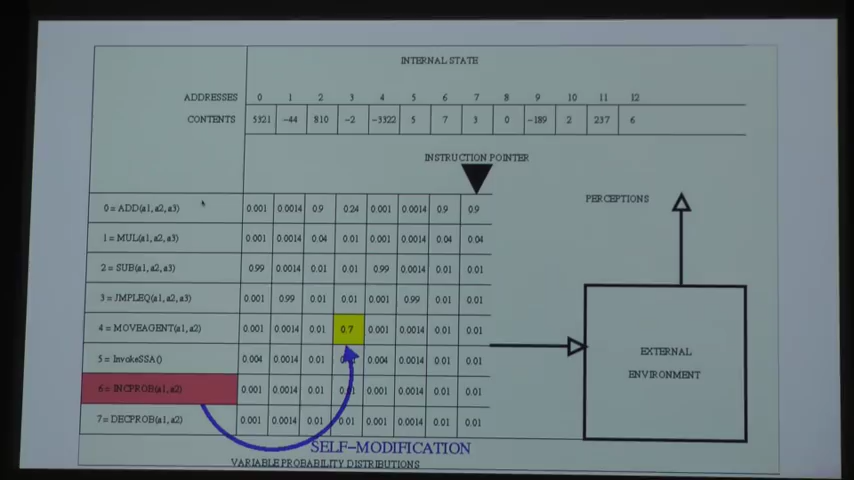 INTERNAL STATE
ADDRESSES 0 1 2 3 4 5 6 7 8 9 10 11 12
CONTENTS 5321 -44 810 -2 -3322 5 7 3 0 -189 2 237 6
INSTRUCTION POINTER
PERCEPTIONS
0 = ADD(a1, a2, a3) 0.001 0.0014 0.9 0.24 0.001 0.0014 0.9 0.9
1 = MUL(a1, a2, a3) 0.001 0.0014 0.04 0.01 0.001 0.0014 0.04 0.04
2 = SUB(a1, a2, a3) 0.99 0.0014 0.01 0.01 0.99 0.0014 0.01 0.01
3 = JMPLEQ(a1, a2, a3) 0.001 0.99 0.01 0.01 0.001 0.99 0.01 0.01
4 = MOVEAGENT(a1, a2) 0.001 0.0014 0.01 0.7 0.001 0.0014 0.01 0.01
5 = InvokeSSA() 0.004 0.0014 0.01 0.004 0.0014 0.01 0.01
6 = INCPROB(a1, a2) 0.001 0.0014 0.01 0.001 0.0014 0.01 0.01
7 = DECPROB(a1, a2) 0.001 0.0014 0.01 0.01 0.001 0.0014 0.01 0.01
EXTERNAL
ENVIRONMENT
SELF-MODIFICATION
VARIABLE PROBABILITY DISTRIBUTIONS